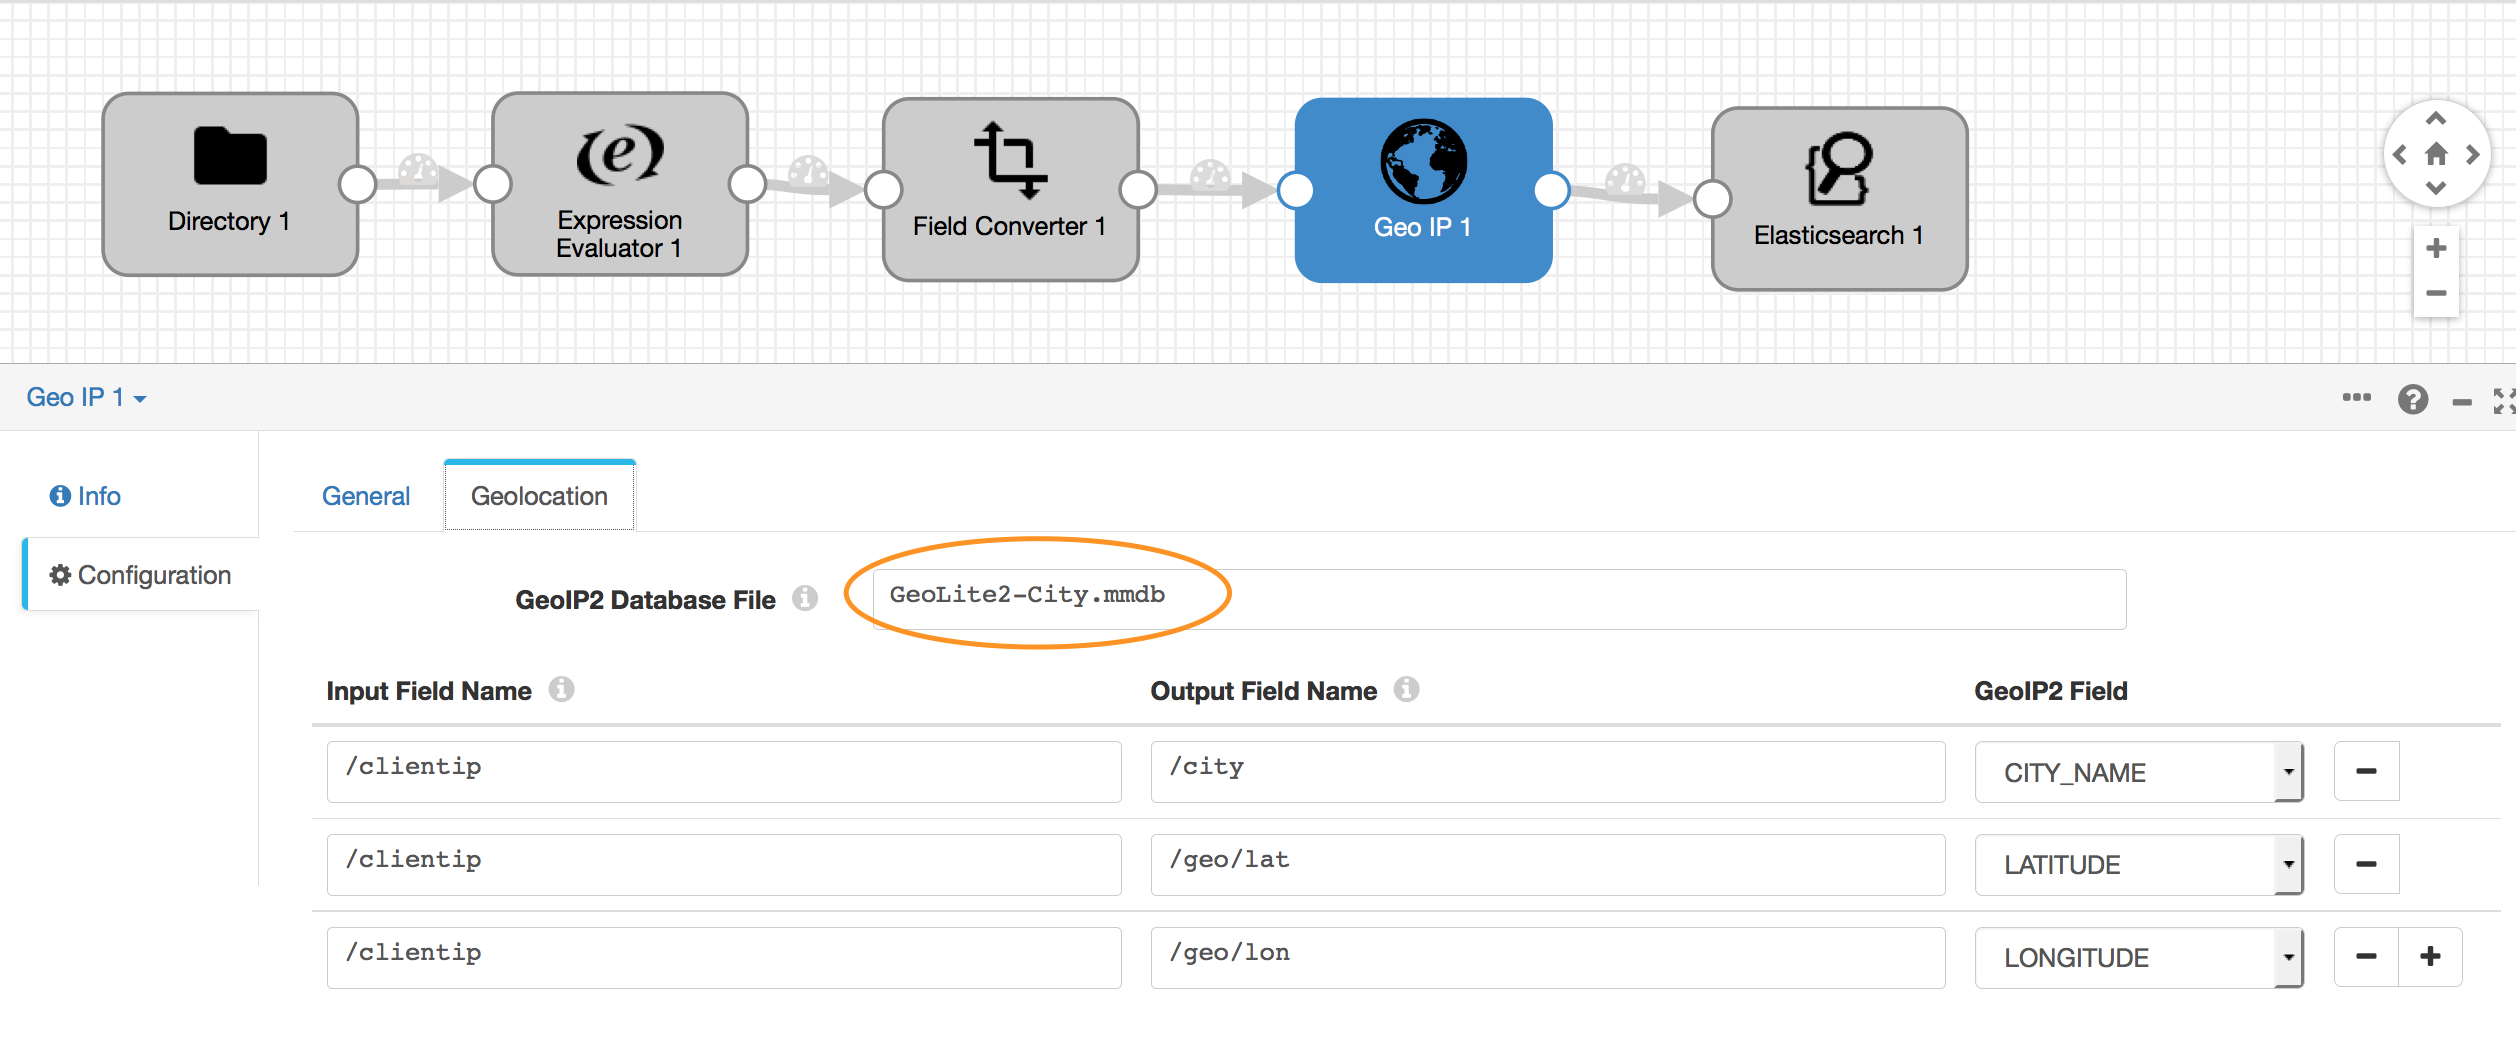 Directory 1
Expression
Evaluator 1
Field Converter 1
Geo IP 1
Elasticsearch 1
Geo IP 1
Info
Configuration
General
Geolocation
GeoIP2 Database File
GeoLite2-City.mmdb
Input Field Name
Output Field Name
GeoIP2 Field
/clientip
/city
CITY_NAME
/clientip
/geo/lat
LATITUDE
/clientip
/geo/lon
LONGITUDE